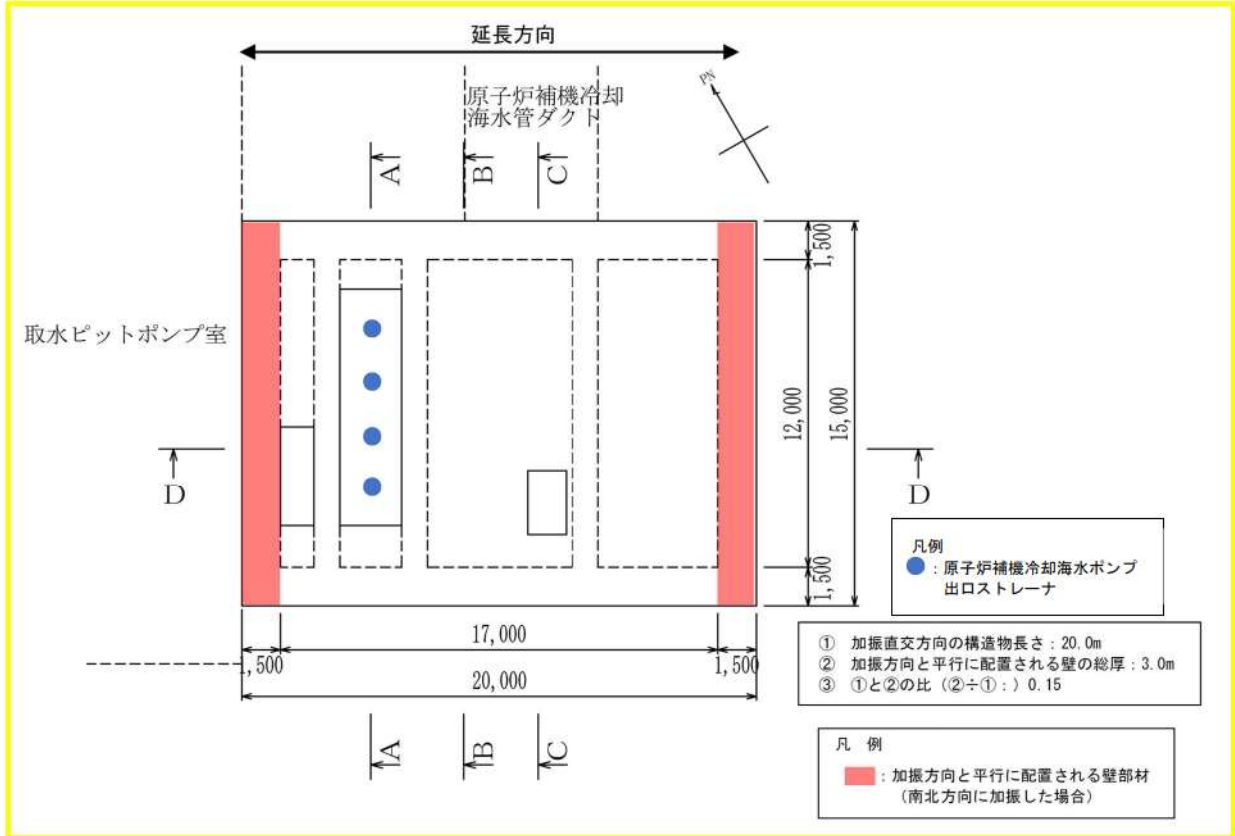 延長方向
原子炉補機冷却
海水管ダクト
PN
A
B
C
1,500
取水ピットポンプ室
12,000
15,000
D
D
凡例
：原子炉補機冷却海水ポンプ
出口ストレーナ
1,500
17,000
1,500
1,500
20,000
① 加振直交方向の構造物長さ：20.0m
② 加振方向と平行に配置される壁の総厚：3.0m
③ ①と②の比（②÷①：）0.15
A
B
C
凡 例
：加振方向と平行に配置される壁部材
（南北方向に加振した場合）